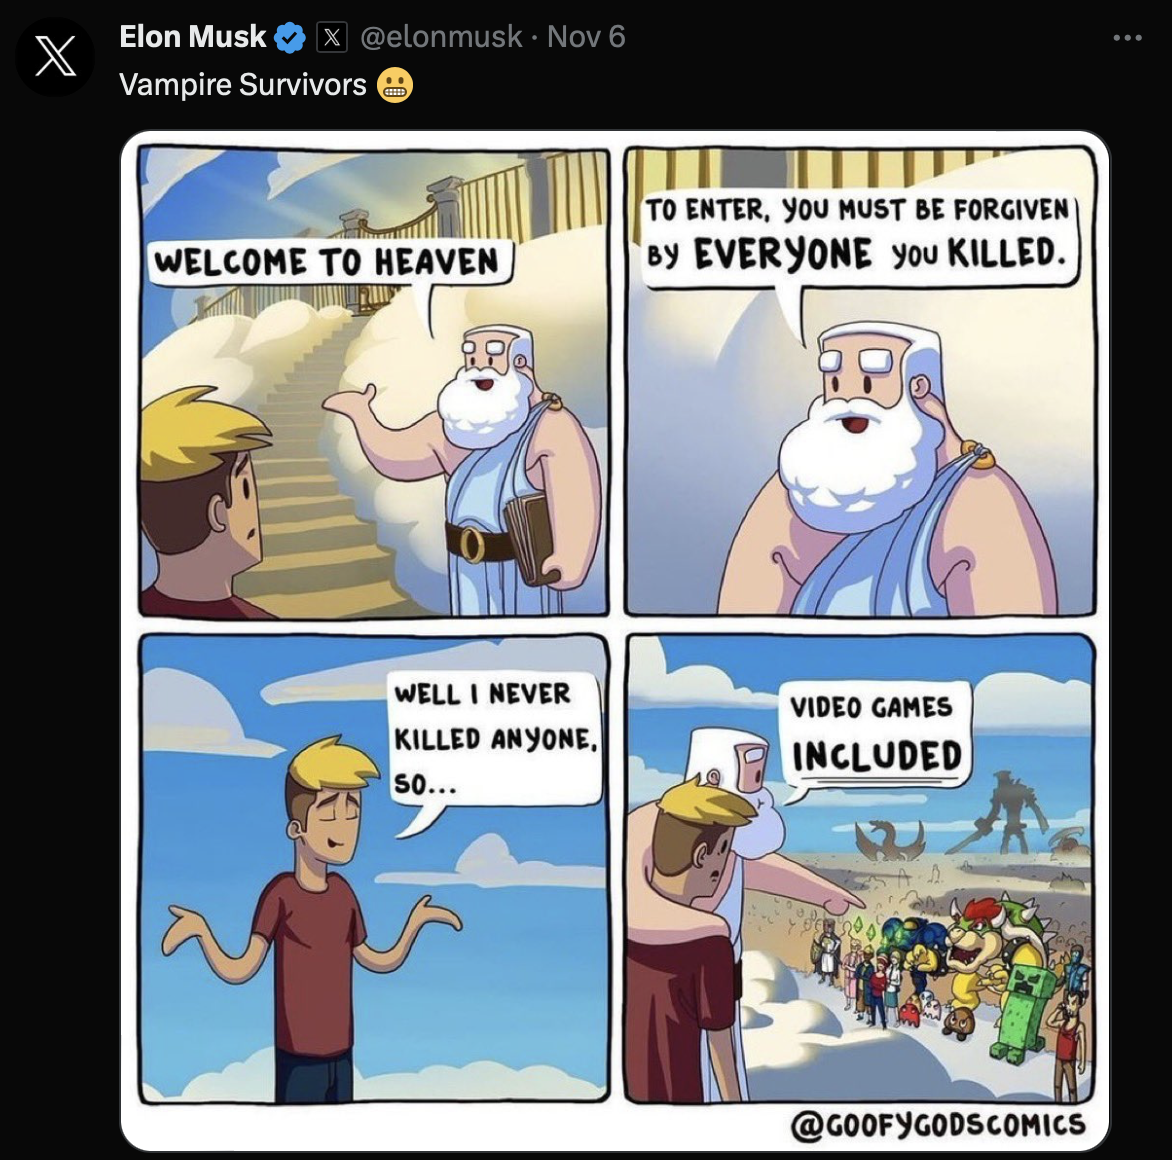 Elon Musk @elonmusk · Nov 6
Vampire Survivors 😬
WELCOME TO HEAVEN
TO ENTER, YOU MUST BE FORGIVEN
BY EVERYONE YOU KILLED.
WELL I NEVER
KILLED ANYONE,
SO...
VIDEO GAMES
INCLUDED
@GOOFYGODSCOMICS